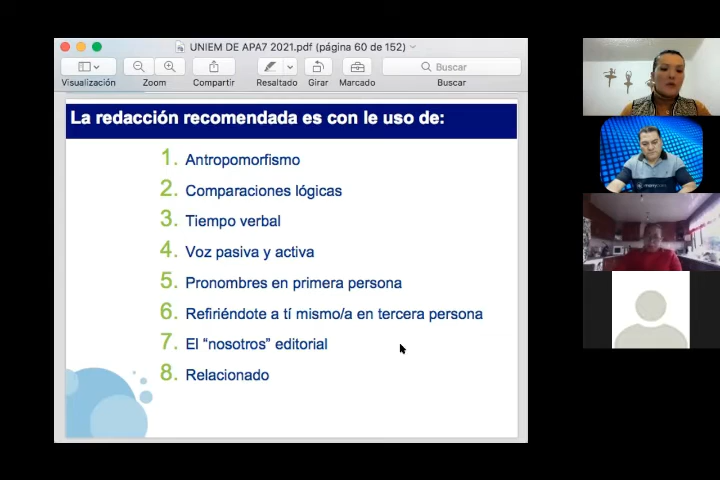 UNIEM DE APA7 2021.pdf (página 60 de 152)
Buscar
Visualización Zoom Compartir Resaltado Girar Marcado Buscar
La redacción recomendada es con le uso de:
1. Antropomorfismo
2. Comparaciones lógicas
3. Tiempo verbal
4. Voz pasiva y activa
5. Pronombres en primera persona
6. Refiriéndote a tí mismo/a en tercera persona
7. El “nosotros” editorial
8. Relacionado